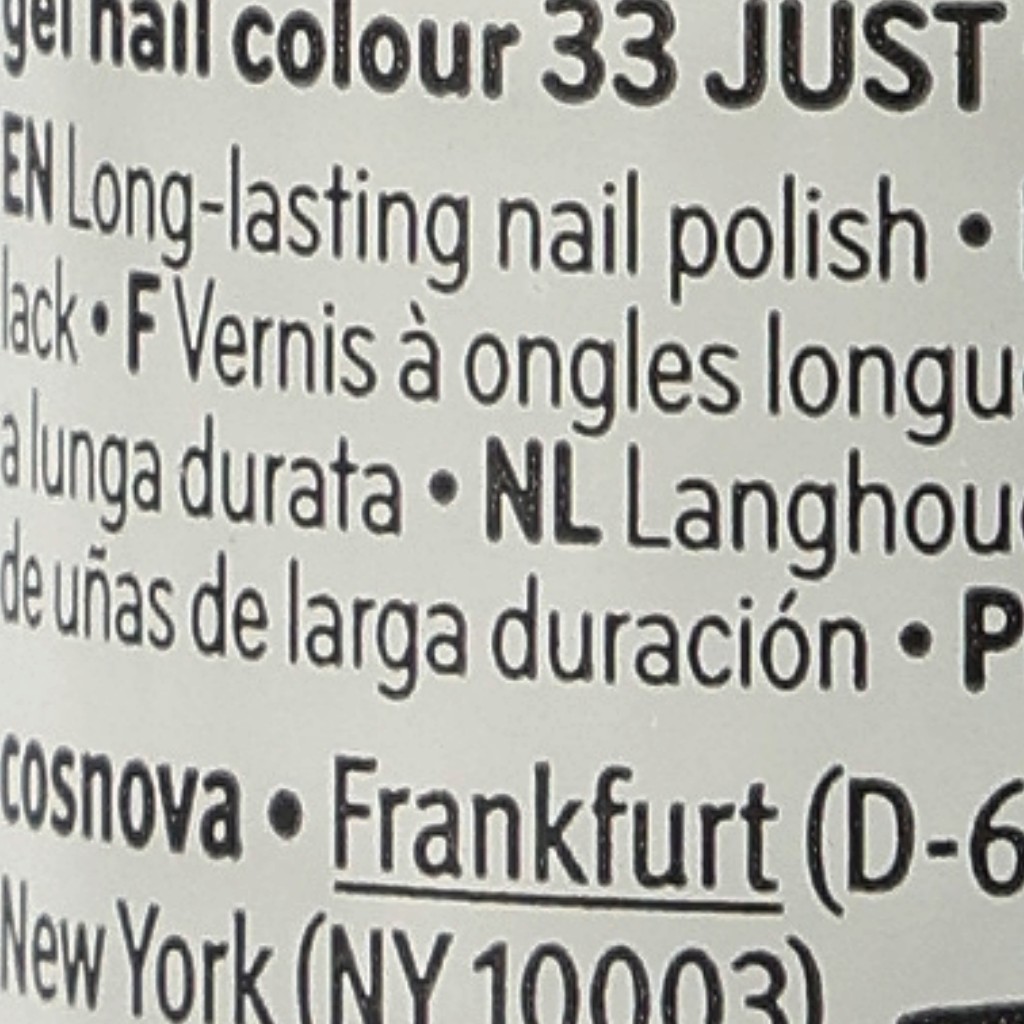 gel nail colour 33 JUST
EN Long-lasting nail polish •
lack • F Vernis à ongles longu
a lunga durata • NL Langhou
de uñas de larga duración • P
cosnova • Frankfurt (D-6
New York (NY 10003)